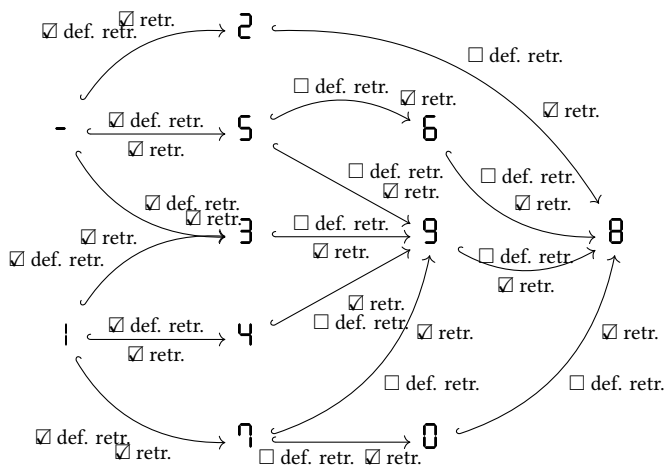 ☑ retr.
☑ def. retr.
2
☐ def. retr.
☑ retr.
☐ def. retr.
☑ retr.
-
☑ def. retr.
☑ retr.
5
6
☐ def. retr.
☑ retr.
☐ def. retr.
☑ retr.
☑ def. retr.
☑ retr.
☑ retr.
☑ def. retr.
3
☐ def. retr.
☑ retr.
9
☐ def. retr.
☑ retr.
8
1
☑ def. retr.
☑ retr.
4
☑ retr.
☐ def. retr.
☑ retr.
☐ def. retr.
☑ retr.
☐ def. retr.
☑ def. retr.
☑ retr.
7
☐ def. retr. ☑ retr.
0